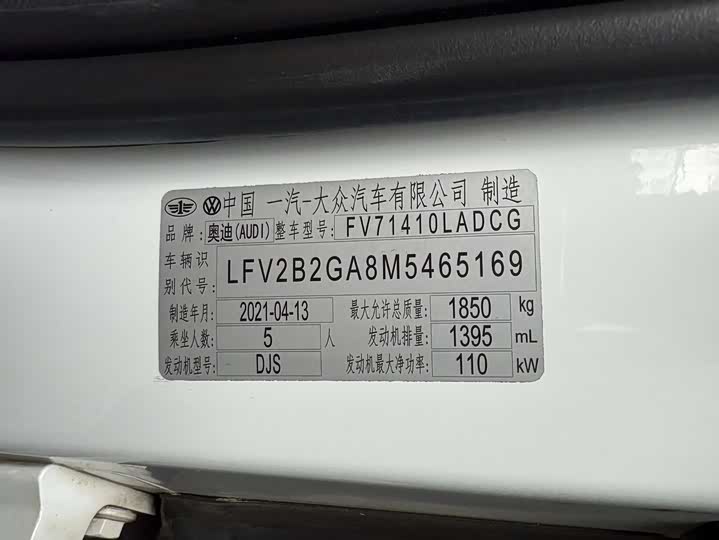 中国 一汽-大众汽车有限公司 制造
品牌: 奥迪(AUDI) 整车型号: FV71410LADCG
车辆识别代号: LFV2B2GA8M5465169
制造年月: 2021-04-13 最大允许总质量: 1850 kg
乘坐人数: 5 人 发动机排量: 1395 mL
发动机型号: DJS 发动机最大净功率: 110 kW